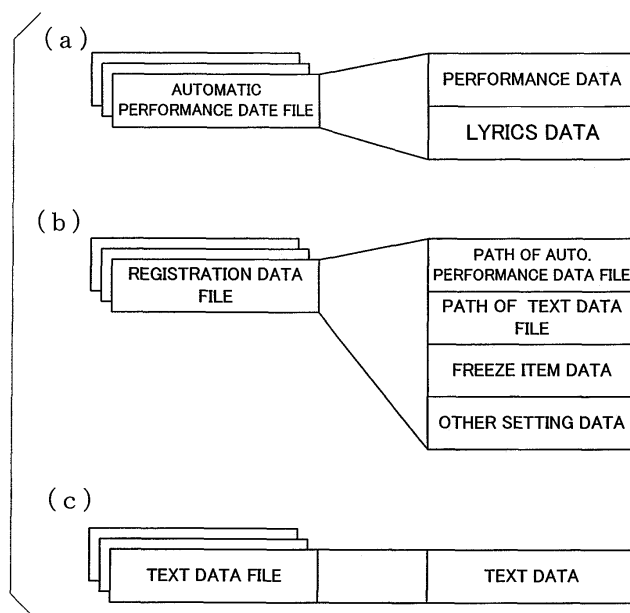 (a)
AUTOMATIC
PERFORMANCE DATE FILE
PERFORMANCE DATA
LYRICS DATA
(b)
REGISTRATION DATA
FILE
PATH OF AUTO.
PERFORMANCE DATA FILE
PATH OF TEXT DATA
FILE
FREEZE ITEM DATA
OTHER SETTING DATA
(c)
TEXT DATA FILE
TEXT DATA